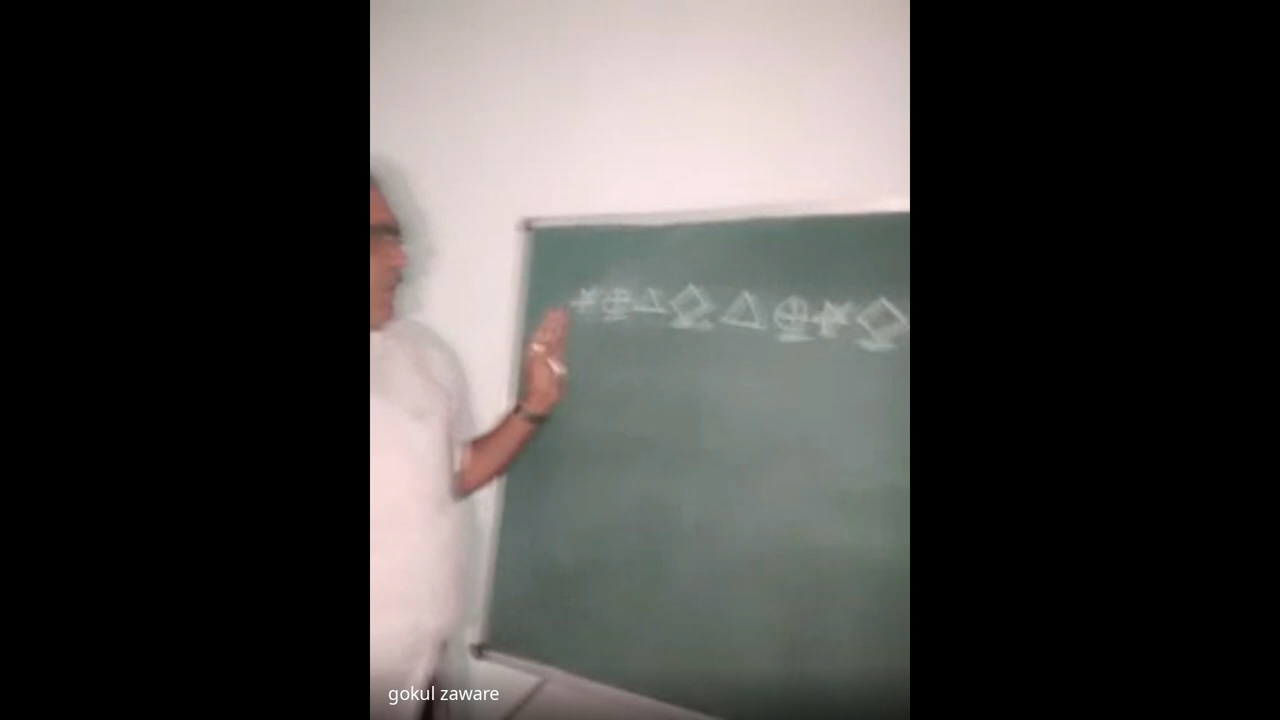 * ⊕ △ ◇ △ ⊕ * ◇
gokul zaware